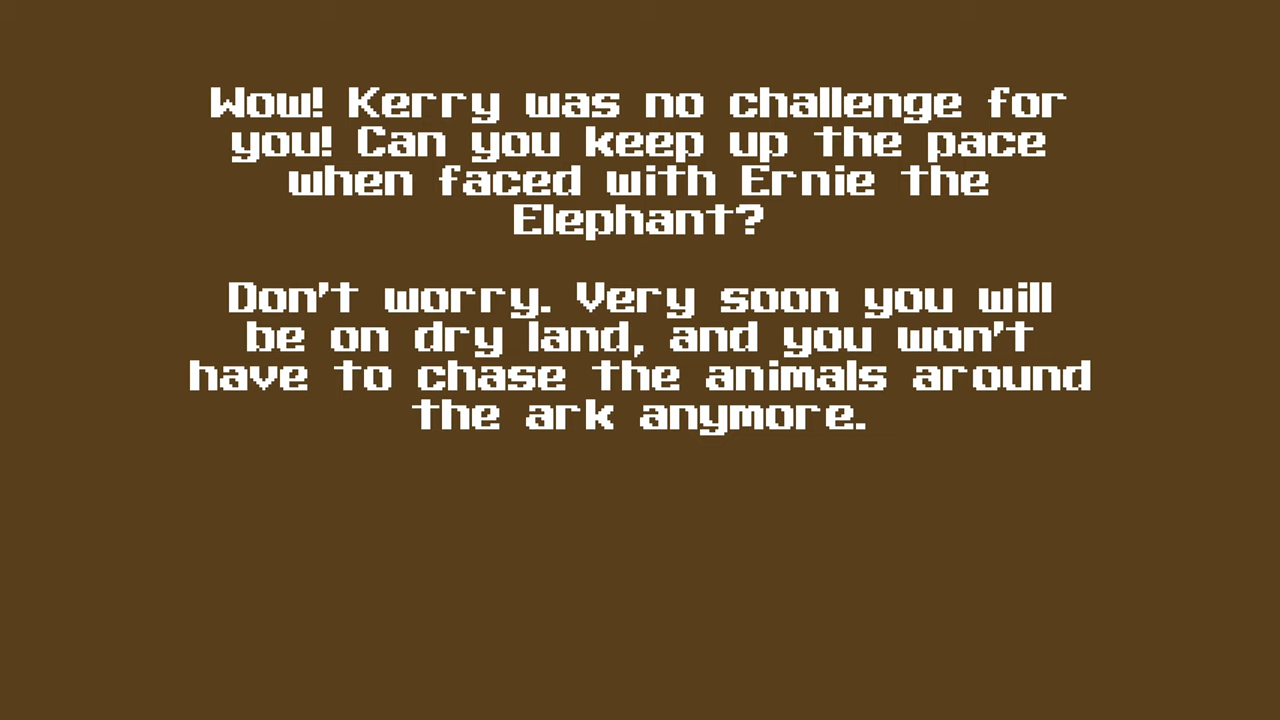 Wow! Kerry was no challenge for
you! Can you keep up the pace
when faced with Ernie the
Elephant?
Don't worry. Very soon you will
be on dry land, and you won't
have to chase the animals around
the ark anymore.